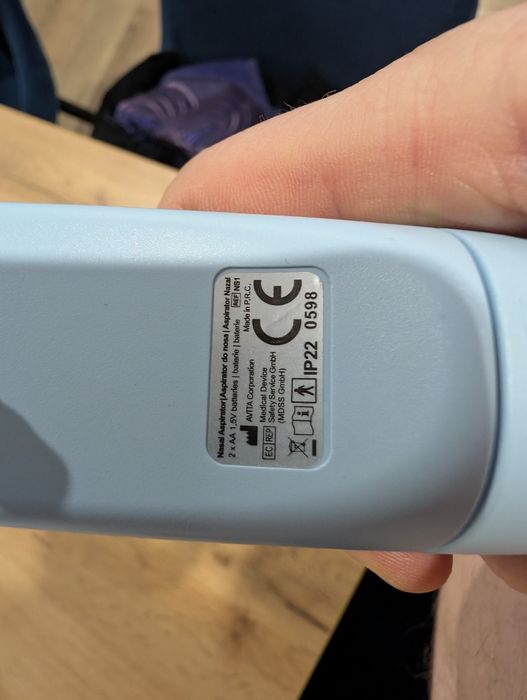 Nasal Aspirator|Aspirator do nosa|Aspirator Nazal
2 x AA 1,5V batteries | baterie | baterie REF NS1
AVITA Corporation Made in P.R.C.
Medical Device
Safety Service GmbH
(MDSS GmbH)
EC REP
CE
IP22 0598